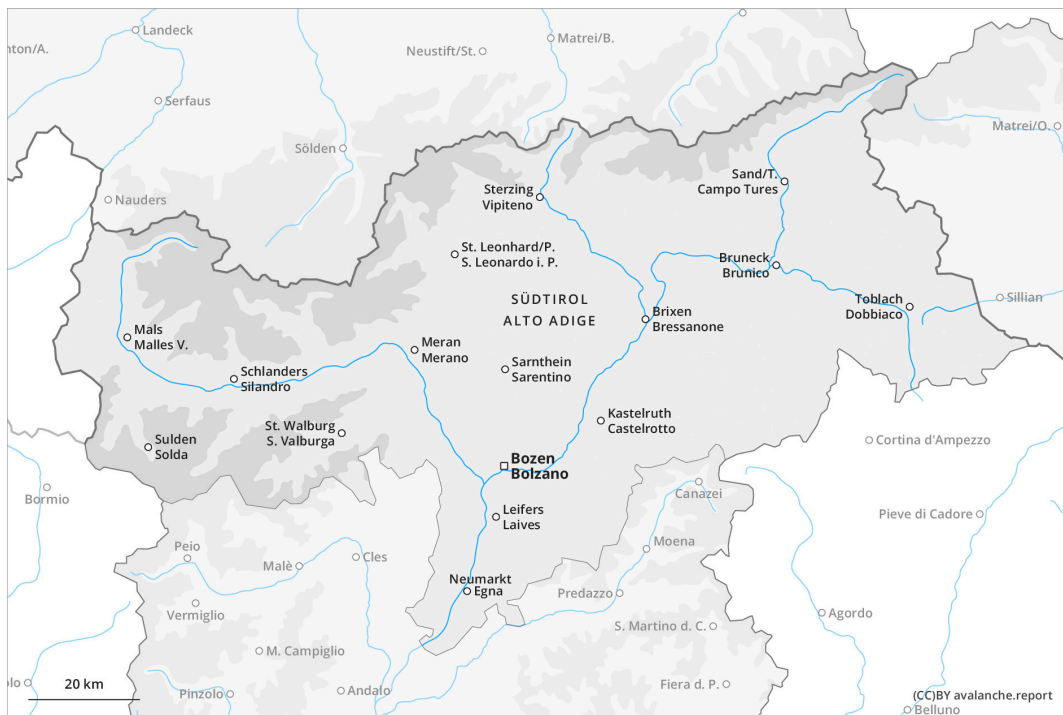 Landeck
Matrei/B.
Neustift/St.
nton/A.
Serfaus
Matrei/O.
Sölden
Sand/T.
Campo Tures
Sterzing
Vipiteno
Nauders
St. Leonhard/P.
S. Leonardo i. P.
Bruneck
Brunico
SÜDTIROL
ALTO ADIGE
Toblach
Dobbiaco
Sillian
Brixen
Bressanone
Mals
Malles V.
Meran
Merano
Sarnthein
Sarentino
Schlanders
Silandro
Kastelruth
Castelrotto
St. Walburg
S. Valburga
Sulden
Solda
Cortina d'Ampezzo
Bozen
Bolzano
Bormio
Canazei
Leifers
Laives
Pieve di Cadore
Moena
Peio
Cles
Malè
Neumarkt
Egna
Predazzo
Vermiglio
Agordo
S. Martino d. C.
M. Campiglio
20 km
olo
Pinzolo
Andalo
Fiera d. P.
(CC)BY avalanche.report
Belluno